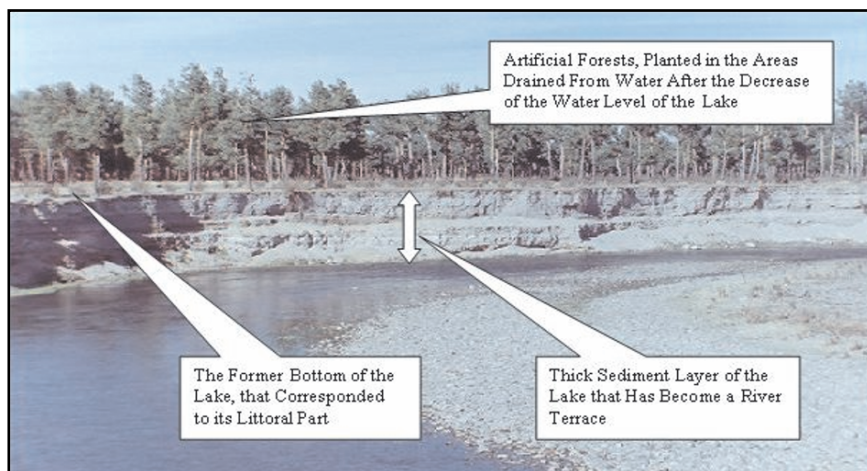 Artificial Forests, Planted in the Areas
Drained From Water After the Decrease
of the Water Level of the Lake
The Former Bottom of the
Lake, that Corresponded
to its Littoral Part
Thick Sediment Layer of the
Lake that Has Become a River
Terrace